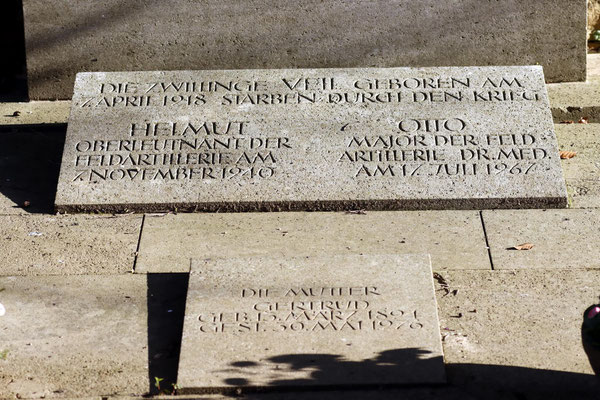 DIE ZWILLINGE VEIL GEBOREN AM
7. APRIL 1918 STARBEN DURCH DEN KRIEG
HELMUT
OBERLEUTNANT DER
FELDARTILLERIE AM
7. NOVEMBER 1940
OTTO
MAJOR DER FELD=
ARTILLERIE DR. MED.
AM 17. JULI 1967
DIE MUTTER
GERTRUD
GEB. 15. MÄRZ 1894
GEST. 30. MAI 1976